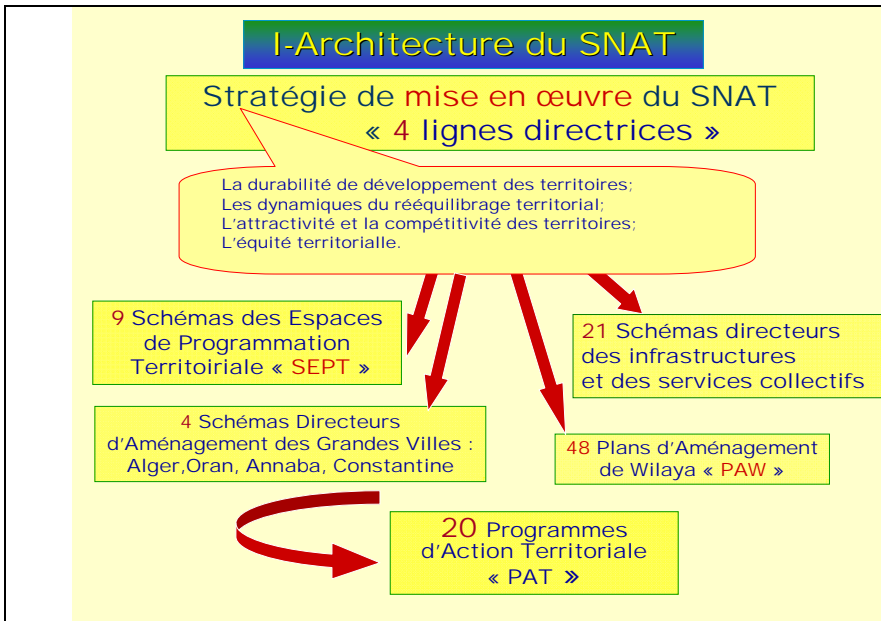 I-Architecture du SNAT
Stratégie de mise en œuvre du SNAT
« 4 lignes directrices »
La durabilité de développement des territoires;
Les dynamiques du rééquilibrage territorial;
L'attractivité et la compétitivité des territoires;
L'équité territorialle.
9 Schémas des Espaces
de Programmation
Territoiriale « SEPT »
21 Schémas directeurs
des infrastructures
et des services collectifs
4 Schémas Directeurs
d'Aménagement des Grandes Villes :
Alger,Oran, Annaba, Constantine
48 Plans d'Aménagement
de Wilaya « PAW »
20 Programmes
d'Action Territoriale
« PAT »